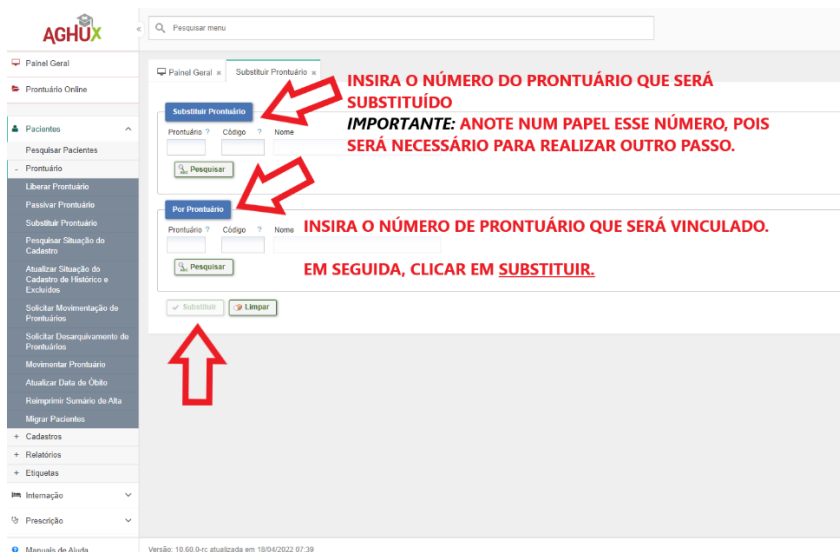 AGHUX
«
Pesquisar menu
Painel Geral
Prontuário Online
Pacientes
Pesquisar Pacientes
- Prontuário
Liberar Prontuário
Passivar Prontuário
Substituir Prontuário
Pesquisar Situação do
Cadastro
Atualizar Situação do
Cadastro de Histórico e
Excluídos
Solicitar Movimentação de
Prontuários
Solicitar Desarquivamento de
Prontuários
Movimentar Prontuário
Atualizar Data de Óbito
Reimprimir Sumário de Alta
Migrar Pacientes
+ Cadastros
+ Relatórios
+ Etiquetas
Internação
Prescrição
Manuais de Ajuda
Painel Geral × Substituir Prontuário ×
INSIRA O NÚMERO DO PRONTUÁRIO QUE SERÁ
SUBSTITUÍDO
IMPORTANTE: ANOTE NUM PAPEL ESSE NÚMERO, POIS
SERÁ NECESSÁRIO PARA REALIZAR OUTRO PASSO.
Substituir Prontuário
Prontuário ? Código ? Nome
Pesquisar
Por Prontuário
Prontuário ? Código ? Nome
INSIRA O NÚMERO DE PRONTUÁRIO QUE SERÁ VINCULADO.
Pesquisar
EM SEGUIDA, CLICAR EM SUBSTITUIR.
Substituir Limpar
Versão: 10.60.0-rc atualizada em 18/04/2022 07:39